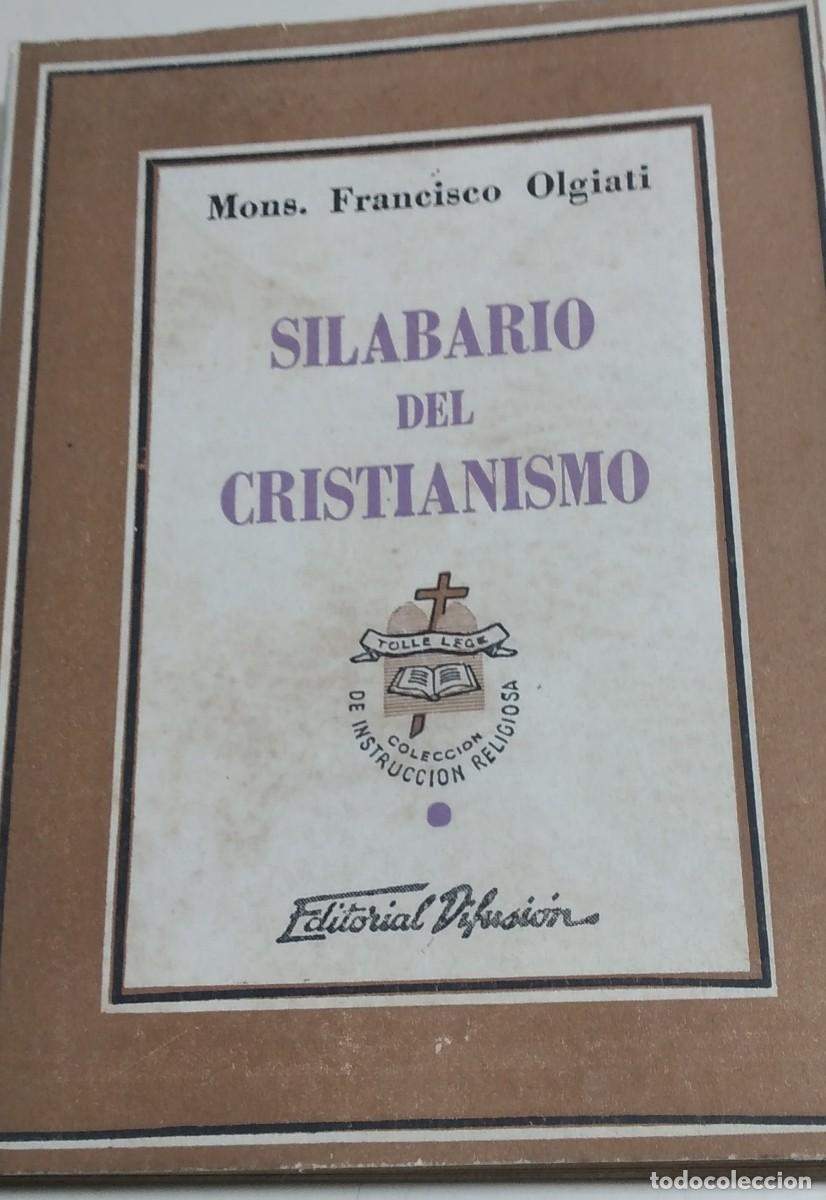 Mons. Francisco Olgiati
SILABARIO
DEL
CRISTIANISMO
TOLLE LEGE
COLECCION
DE INSTRUCCION RELIGIOSA
Editorial Difusión
todocoleccion